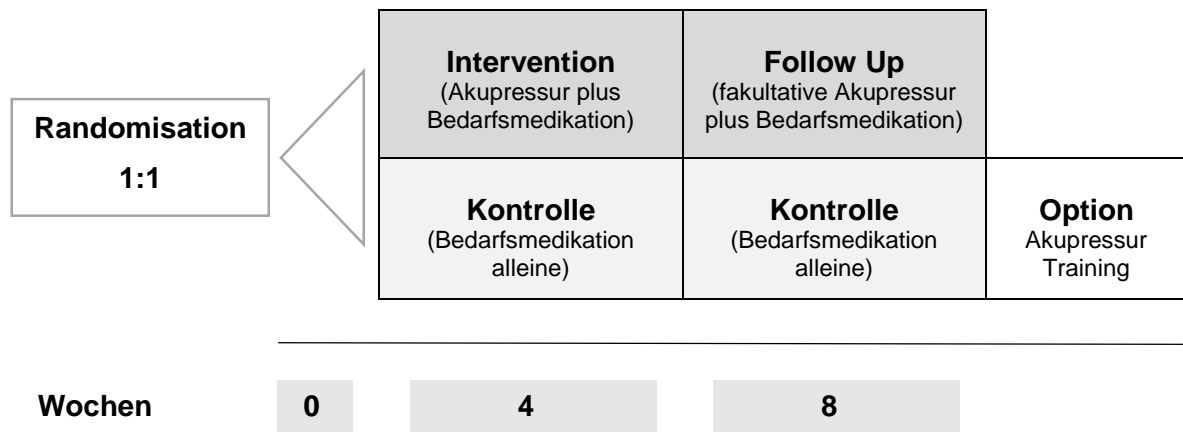 Randomisation
1:1
Intervention
(Akupressur plus
Bedarfsmedikation)
Follow Up
(fakultative Akupressur
plus Bedarfsmedikation)
Kontrolle
(Bedarfsmedikation
alleine)
Kontrolle
(Bedarfsmedikation
alleine)
Option
Akupressur
Training
Wochen 0 4 8